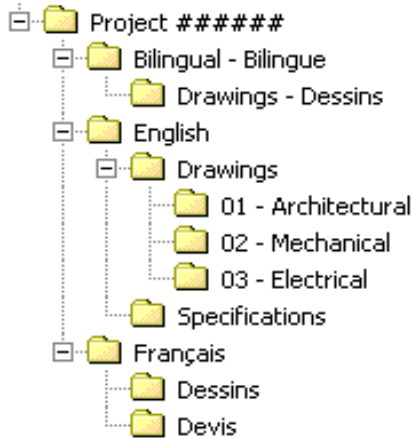 Project ######
Bilingual - Bilingue
Drawings - Dessins
English
Drawings
01 - Architectural
02 - Mechanical
03 - Electrical
Specifications
Français
Dessins
Devis